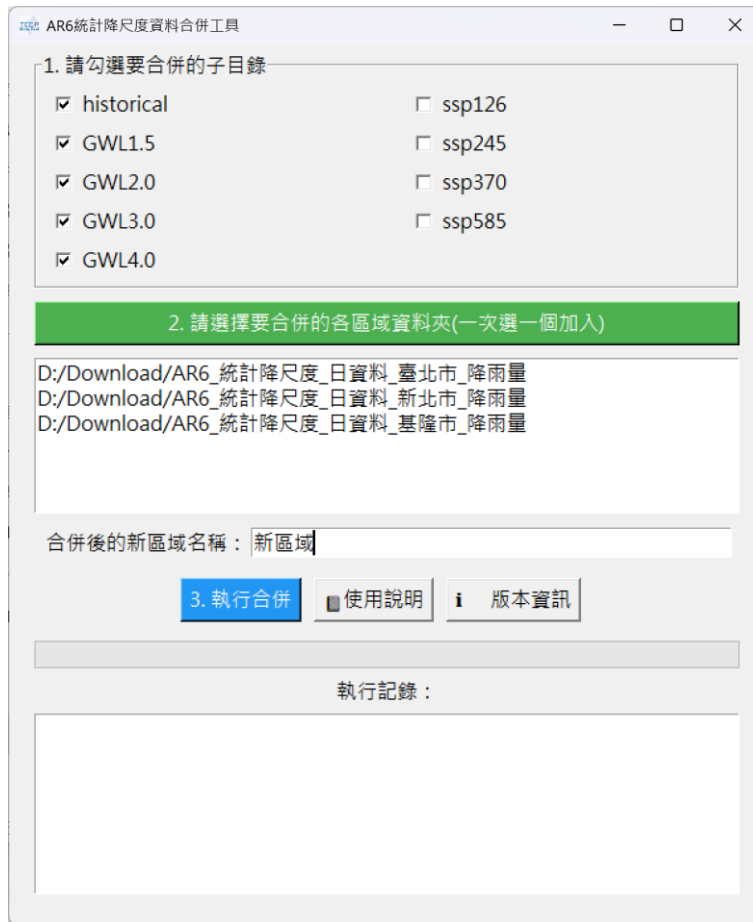 AR6統計降尺度資料合併工具
1. 請勾選要合併的子目錄
historical
ssp126
GWL1.5
ssp245
GWL2.0
ssp370
GWL3.0
ssp585
GWL4.0
2. 請選擇要合併的各區域資料夾(一次選一個加入)
D:/Download/AR6_統計降尺度_日資料_臺北市_降雨量
D:/Download/AR6_統計降尺度_日資料_新北市_降雨量
D:/Download/AR6_統計降尺度_日資料_基隆市_降雨量
合併後的新區域名稱： 新區域
3. 執行合併 使用說明 i 版本資訊
執行記錄：